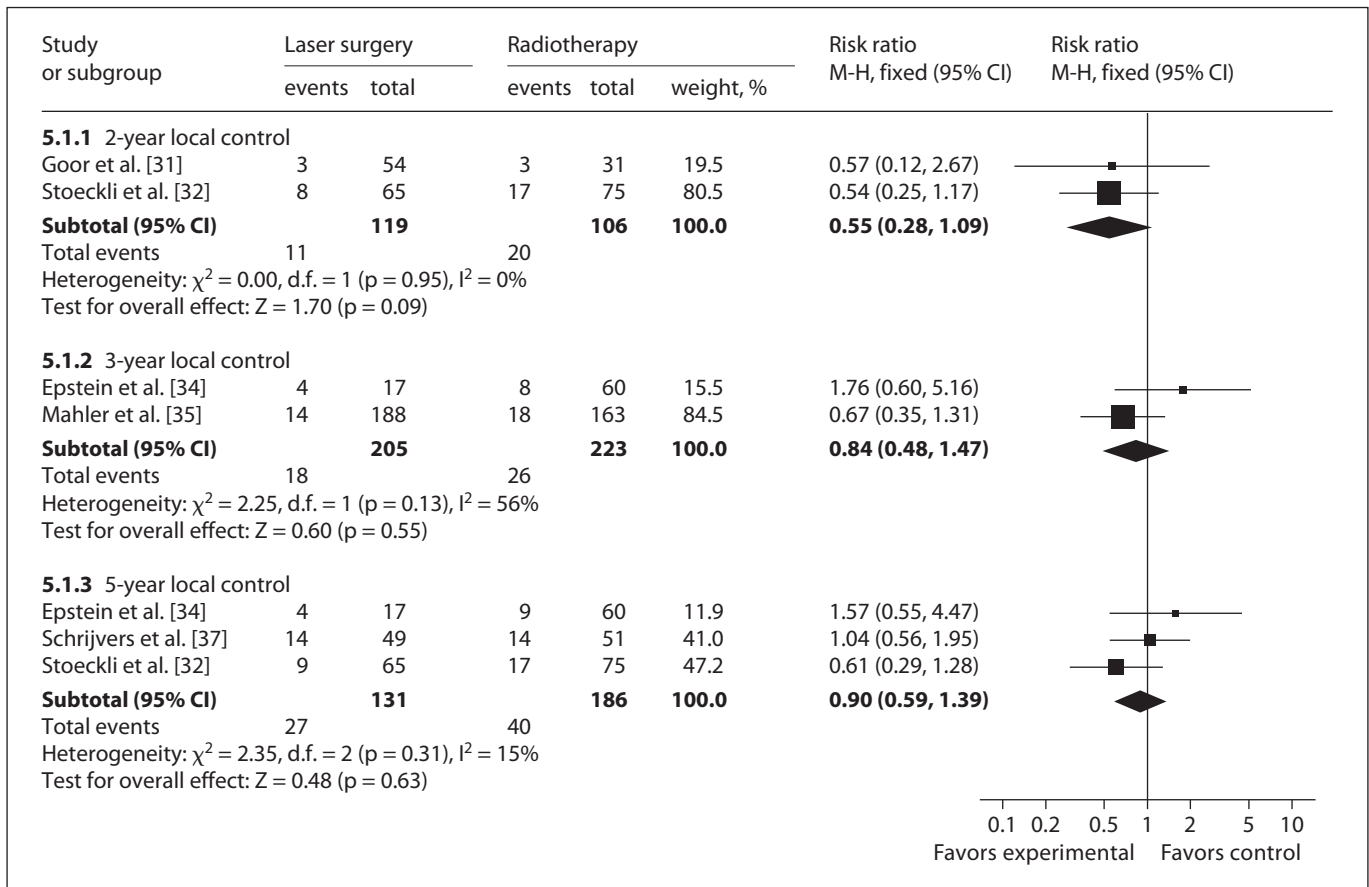 Study Laser surgery Radiotherapy Risk ratio Risk ratio
or subgroup events total events total weight, % M-H, fixed (95% CI) M-H, fixed (95% CI)
5.1.1 2-year local control
Goor et al. [31] 3 54 3 31 19.5 0.57 (0.12, 2.67)
Stoeckli et al. [32] 8 65 17 75 80.5 0.54 (0.25, 1.17)
Subtotal (95% CI) 119 106 100.0 0.55 (0.28, 1.09)
Total events 11 20
Heterogeneity: χ² = 0.00, d.f. = 1 (p = 0.95), I² = 0%
Test for overall effect: Z = 1.70 (p = 0.09)
5.1.2 3-year local control
Epstein et al. [34] 4 17 8 60 15.5 1.76 (0.60, 5.16)
Mahler et al. [35] 14 188 18 163 84.5 0.67 (0.35, 1.31)
Subtotal (95% CI) 205 223 100.0 0.84 (0.48, 1.47)
Total events 18 26
Heterogeneity: χ² = 2.25, d.f. = 1 (p = 0.13), I² = 56%
Test for overall effect: Z = 0.60 (p = 0.55)
5.1.3 5-year local control
Epstein et al. [34] 4 17 9 60 11.9 1.57 (0.55, 4.47)
Schrijvers et al. [37] 14 49 14 51 41.0 1.04 (0.56, 1.95)
Stoeckli et al. [32] 9 65 17 75 47.2 0.61 (0.29, 1.28)
Subtotal (95% CI) 131 186 100.0 0.90 (0.59, 1.39)
Total events 27 40
Heterogeneity: χ² = 2.35, d.f. = 2 (p = 0.31), I² = 15%
Test for overall effect: Z = 0.48 (p = 0.63)
0.1 0.2 0.5 1 2 5 10
Favors experimental Favors control